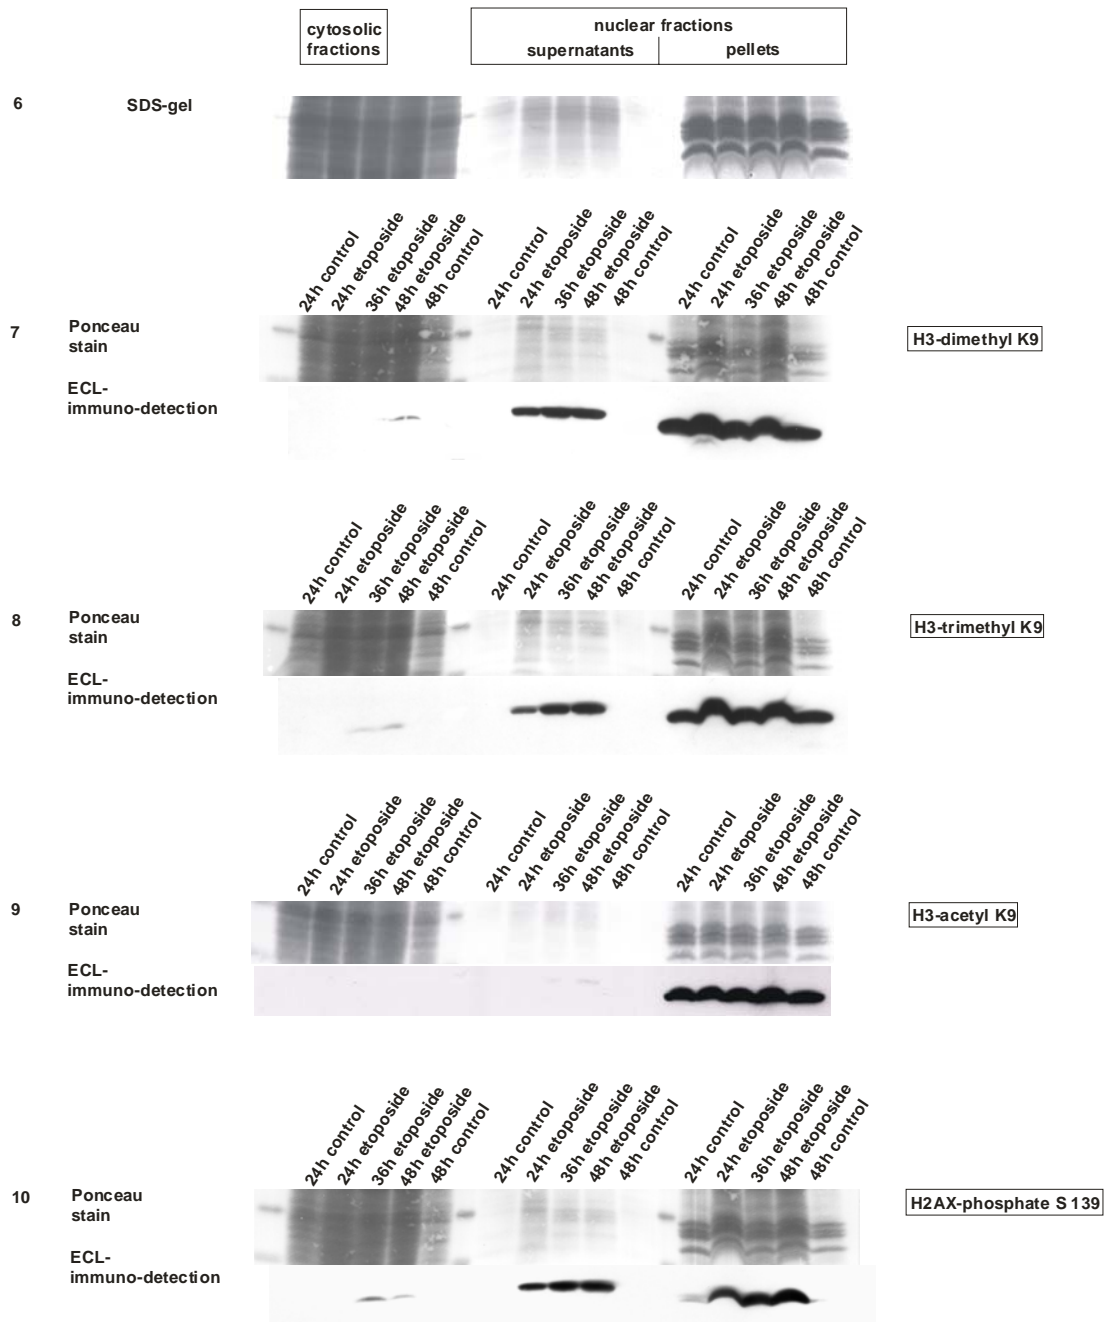 cytosolic
fractions
nuclear fractions
supernatants
pellets
6
SDS-gel
24h control
24h etoposide
36h etoposide
48h etoposide
48h control
24h control
24h etoposide
36h etoposide
48h etoposide
48h control
24h control
24h etoposide
36h etoposide
48h etoposide
48h control
7
Ponceau
stain
H3-dimethyl K9
ECL-
immuno-detection
24h control
24h etoposide
36h etoposide
48h etoposide
48h control
24h control
24h etoposide
36h etoposide
48h etoposide
48h control
24h control
24h etoposide
36h etoposide
48h etoposide
48h control
8
Ponceau
stain
H3-trimethyl K9
ECL-
immuno-detection
24h control
24h etoposide
36h etoposide
48h etoposide
48h control
24h control
24h etoposide
36h etoposide
48h etoposide
48h control
24h control
24h etoposide
36h etoposide
48h etoposide
48h control
9
Ponceau
stain
H3-acetyl K9
ECL-
immuno-detection
24h control
24h etoposide
36h etoposide
48h etoposide
48h control
24h control
24h etoposide
36h etoposide
48h etoposide
48h control
24h control
24h etoposide
36h etoposide
48h etoposide
48h control
10
Ponceau
stain
H2AX-phosphate S 139
ECL-
immuno-detection